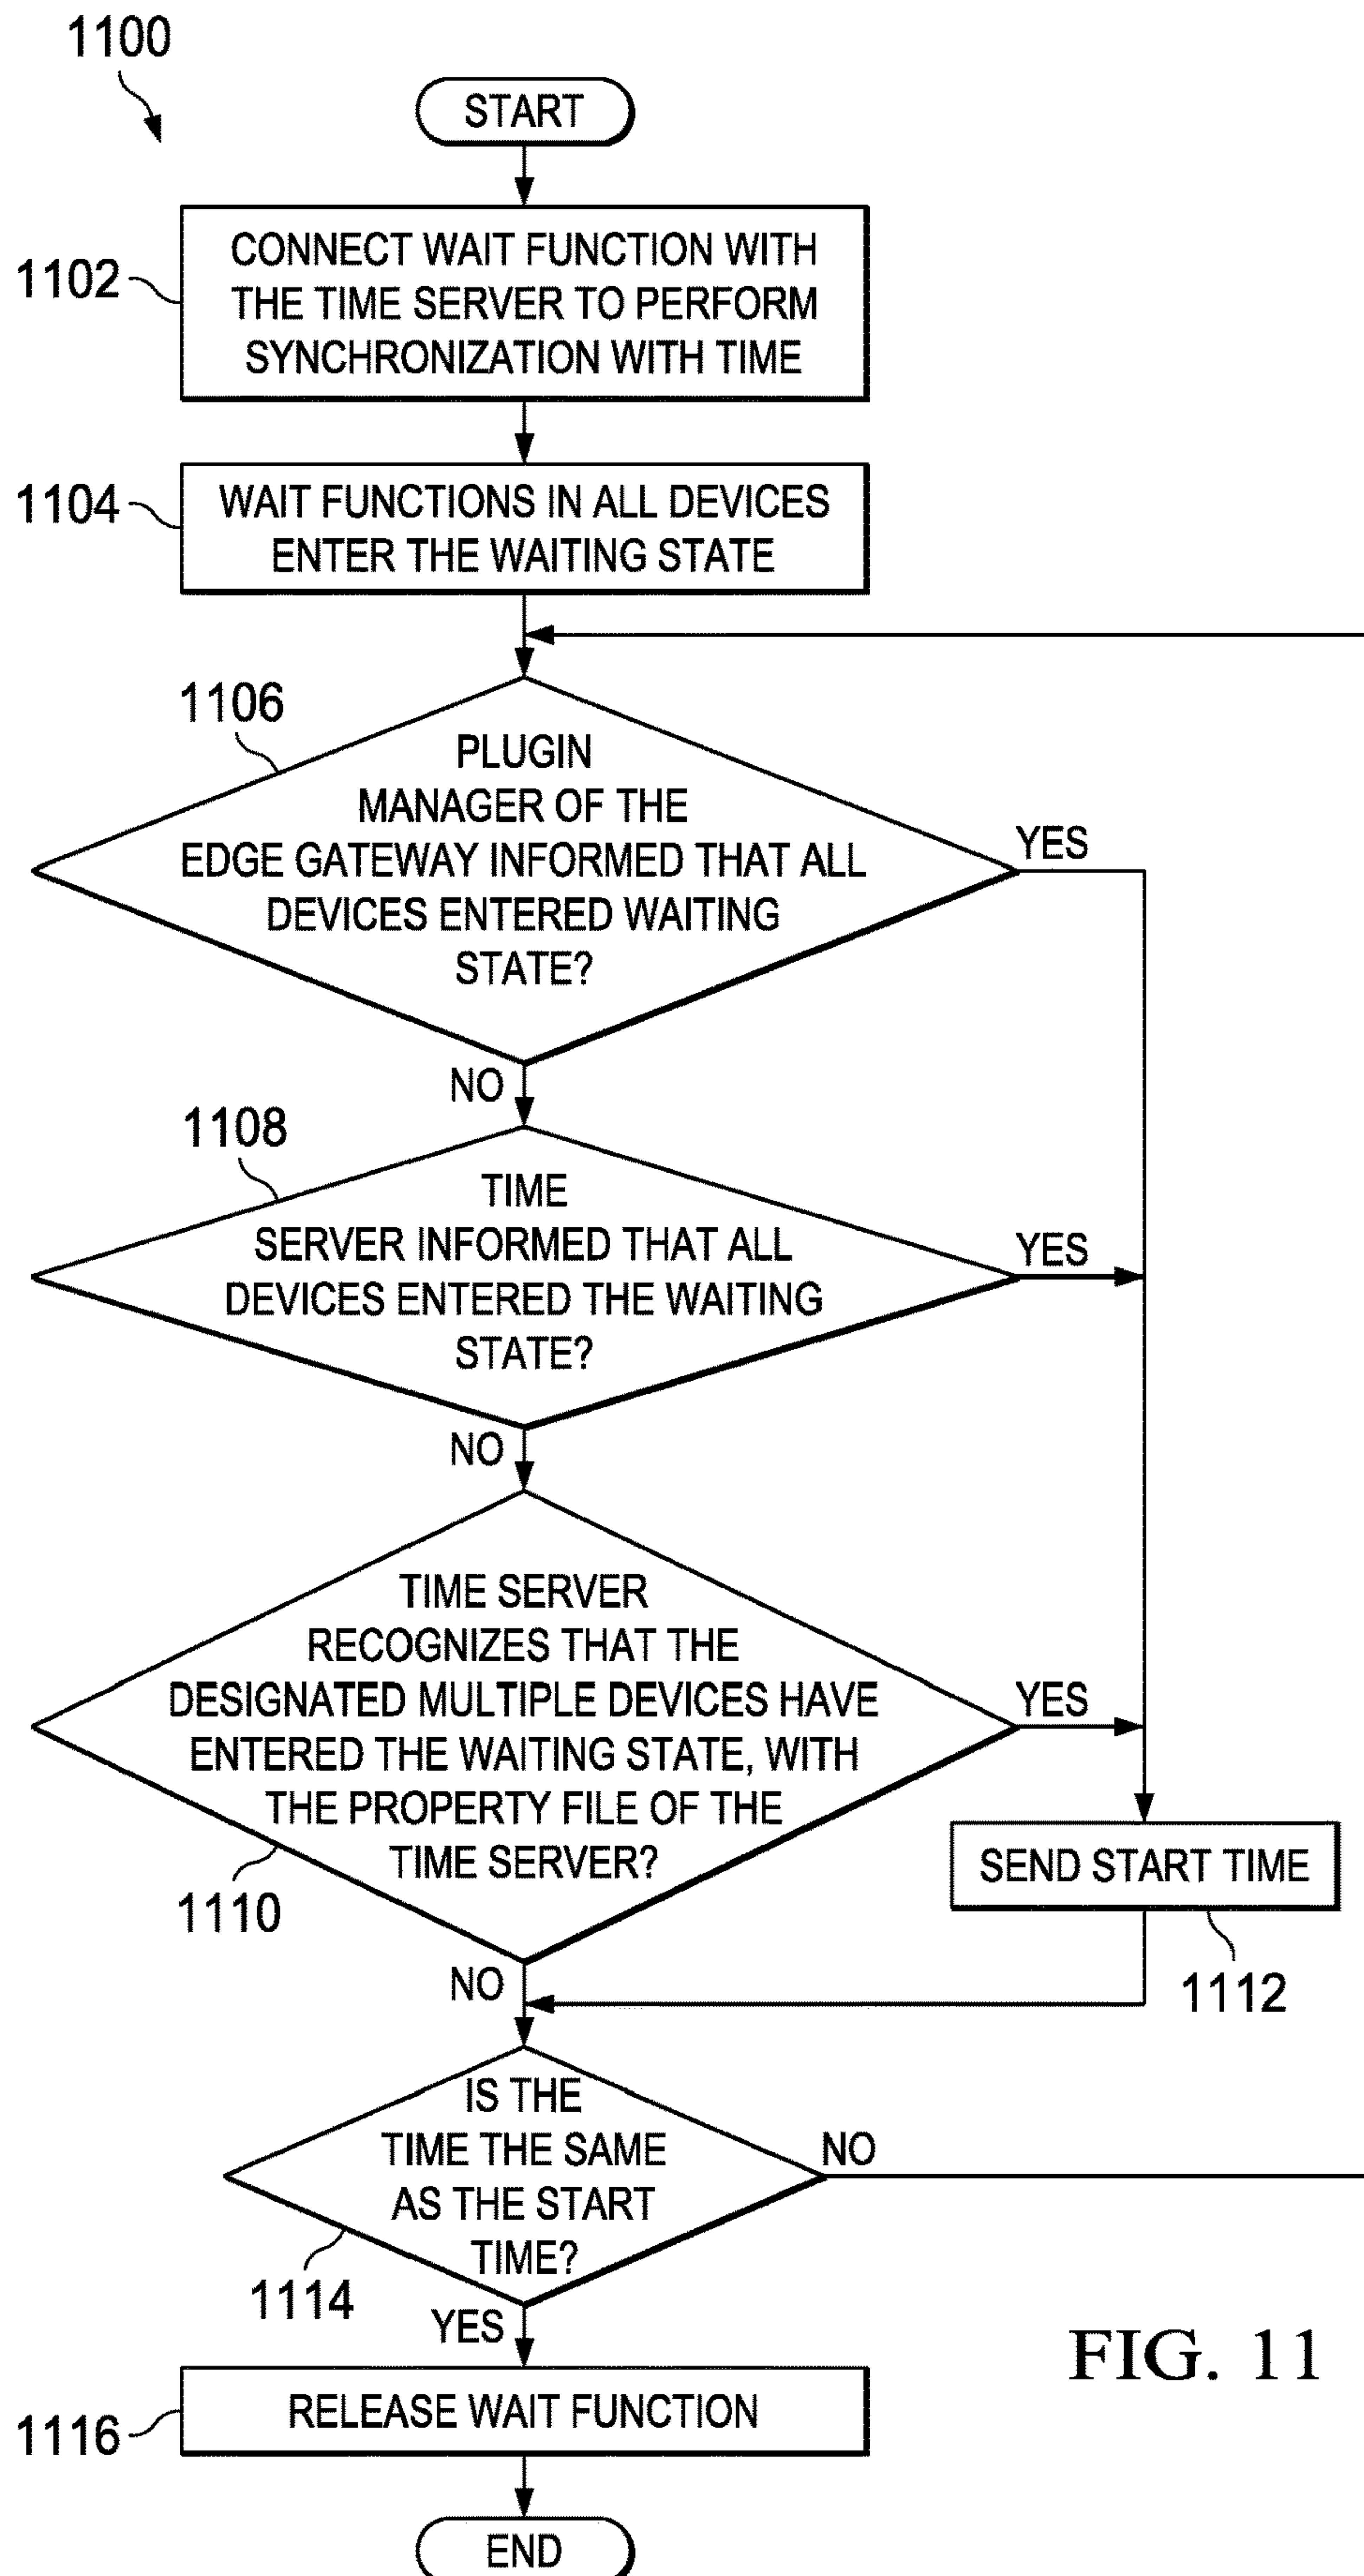 1100
START
1102
CONNECT WAIT FUNCTION WITH
THE TIME SERVER TO PERFORM
SYNCHRONIZATION WITH TIME
1104
WAIT FUNCTIONS IN ALL DEVICES
ENTER THE WAITING STATE
1106
PLUGIN
MANAGER OF THE
EDGE GATEWAY INFORMED THAT ALL
DEVICES ENTERED WAITING
STATE?
YES
NO
1108
TIME
SERVER INFORMED THAT ALL
DEVICES ENTERED THE WAITING
STATE?
YES
NO
TIME SERVER
RECOGNIZES THAT THE
DESIGNATED MULTIPLE DEVICES HAVE
ENTERED THE WAITING STATE, WITH
THE PROPERTY FILE OF THE
TIME SERVER?
YES
1110
NO
SEND START TIME
1112
IS THE
TIME THE SAME
AS THE START
TIME?
NO
1114
YES
1116
RELEASE WAIT FUNCTION
END
FIG. 11